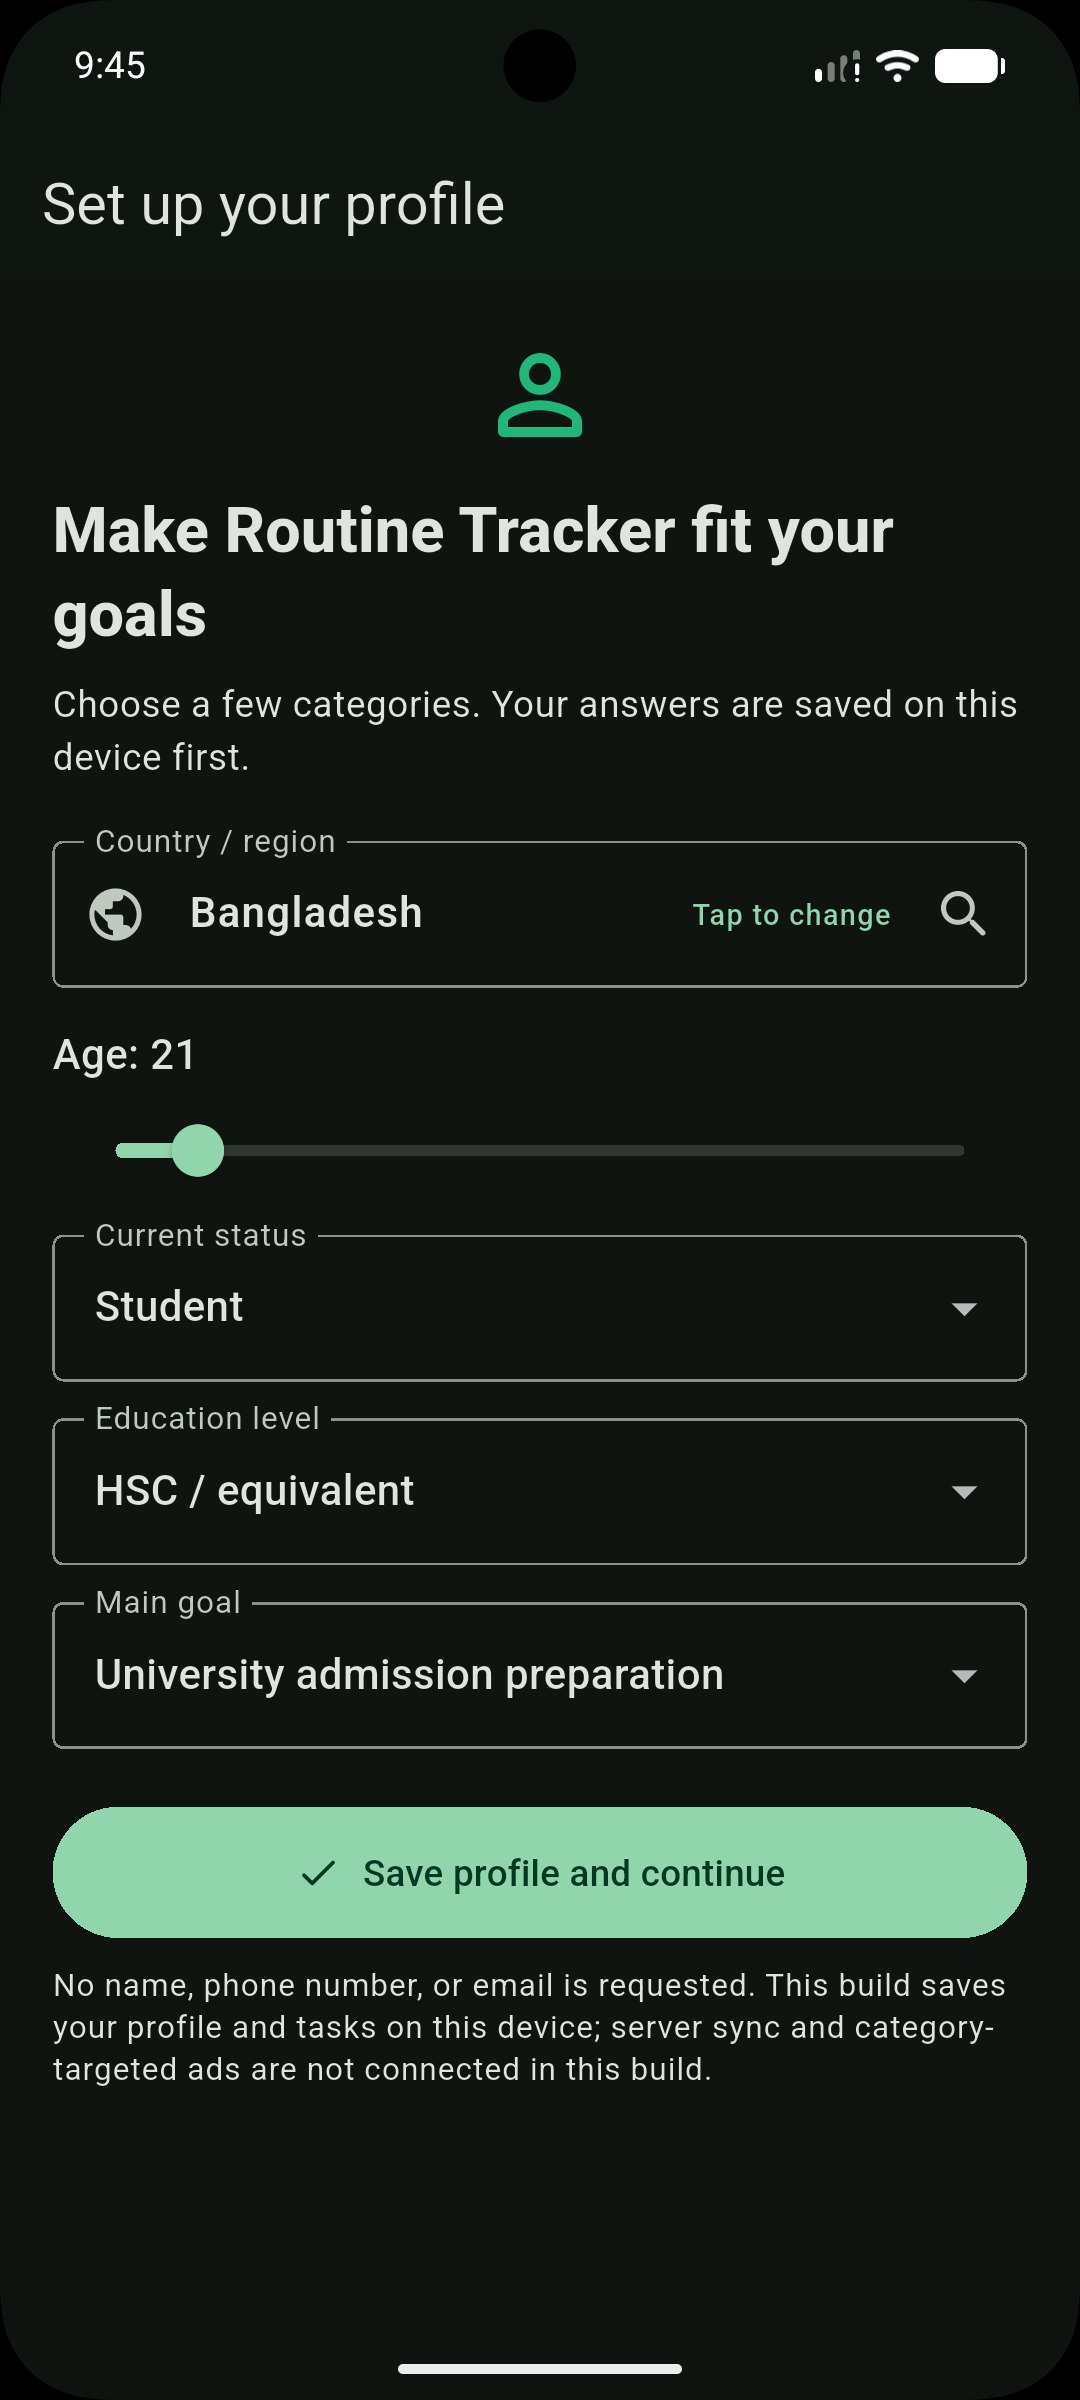 9:45
Set up your profile
Make Routine Tracker fit your
goals
Choose a few categories. Your answers are saved on this
device first.
Country / region
Bangladesh Tap to change
Age: 21
Current status
Student
Education level
HSC / equivalent
Main goal
University admission preparation
Save profile and continue
No name, phone number, or email is requested. This build saves
your profile and tasks on this device; server sync and category-
targeted ads are not connected in this build.